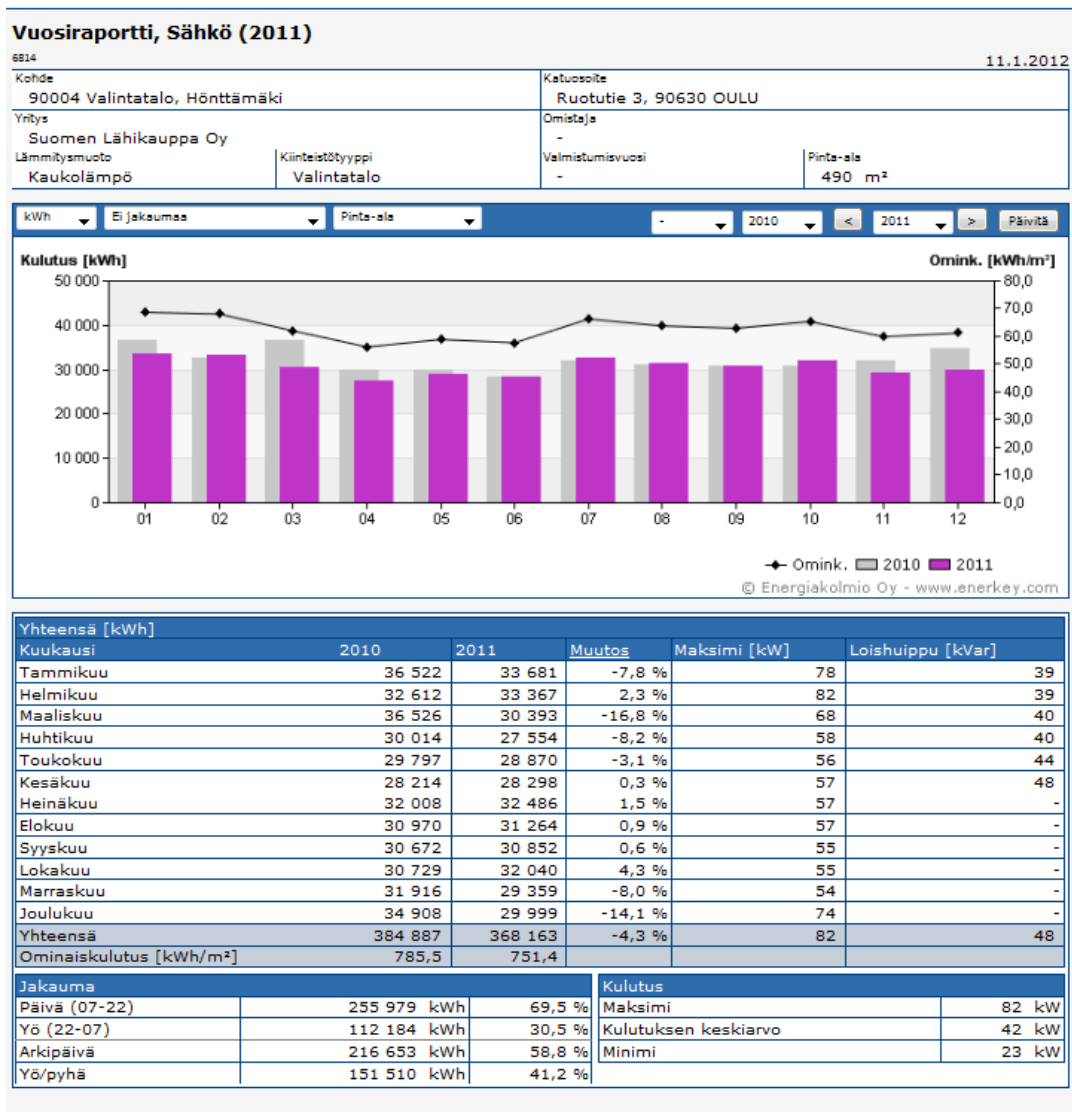 Vuosiraportti, Sähkö (2011)
6814 11.1.2012
Kohde Katuosoite
90004 Valintatalo, Hönttämäki Ruotutie 3, 90630 OULU
Yritys Omistaja
Suomen Lähikauppa Oy -
Lämmitysmuoto Kiinteistötyyppi Valmistumisvuosi Pinta-ala
Kaukolämpö Valintatalo - 490 m²
kWh Ei jakaumaa Pinta-ala - 2010 < 2011 > Päivitä
Kulutus [kWh] Omink. [kWh/m²]
50 000 80,0
70,0
40 000
60,0
30 000 50,0
40,0
20 000
30,0
20,0
10 000
10,0
0 0,0
01 02 03 04 05 06 07 08 09 10 11 12
Omink. 2010 2011
© Energiakolmio Oy - www.enerkey.com
Yhteensä [kWh]
Kuukausi 2010 2011 Muutos Maksimi [kW] Loishuippu [kVar]
Tammikuu 36 522 33 681 -7,8 % 78 39
Helmikuu 32 612 33 367 2,3 % 82 39
Maaliskuu 36 526 30 393 -16,8 % 68 40
Huhtikuu 30 014 27 554 -8,2 % 58 40
Toukokuu 29 797 28 870 -3,1 % 56 44
Kesäkuu 28 214 28 298 0,3 % 57 48
Heinäkuu 32 008 32 486 1,5 % 57 -
Elokuu 30 970 31 264 0,9 % 57 -
Syyskuu 30 672 30 852 0,6 % 55 -
Lokakuu 30 729 32 040 4,3 % 55 -
Marraskuu 31 916 29 359 -8,0 % 54 -
Joulukuu 34 908 29 999 -14,1 % 74 -
Yhteensä 384 887 368 163 -4,3 % 82 48
Ominaiskulutus [kWh/m²] 785,5 751,4
Jakauma Kulutus
Päivä (07-22) 255 979 kWh 69,5 % Maksimi 82 kW
Yö (22-07) 112 184 kWh 30,5 % Kulutuksen keskiarvo 42 kW
Arkipäivä 216 653 kWh 58,8 % Minimi 23 kW
Yö/pyhä 151 510 kWh 41,2 %